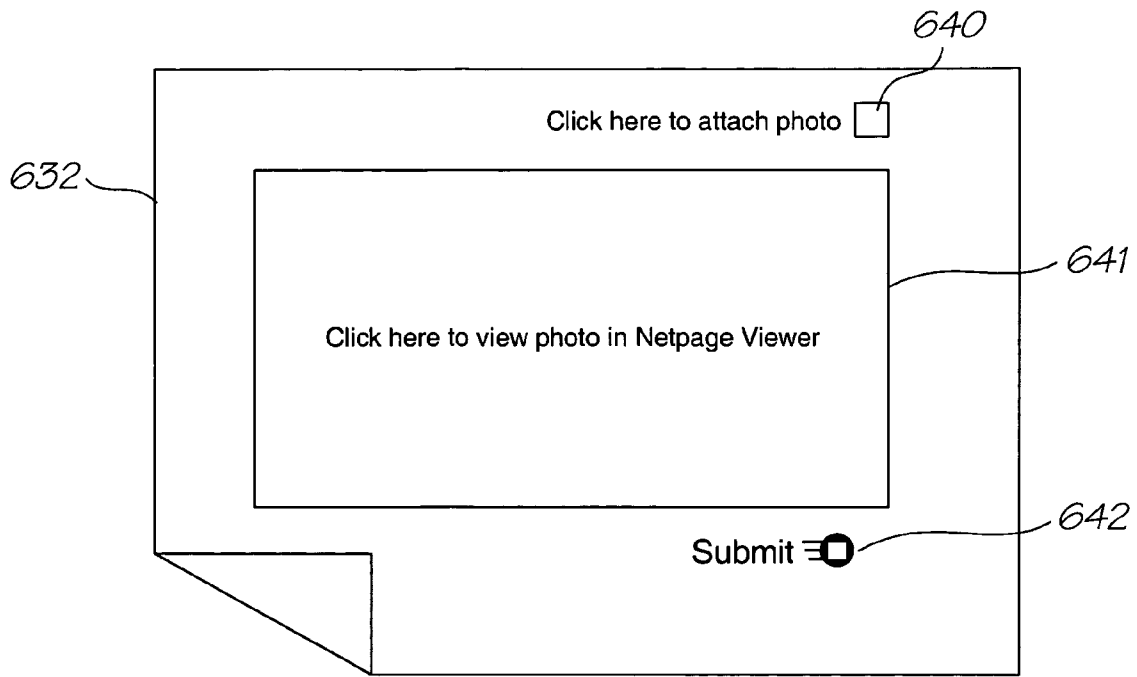 640
Click here to attach photo
632
641
Click here to view photo in Netpage Viewer
642
Submit